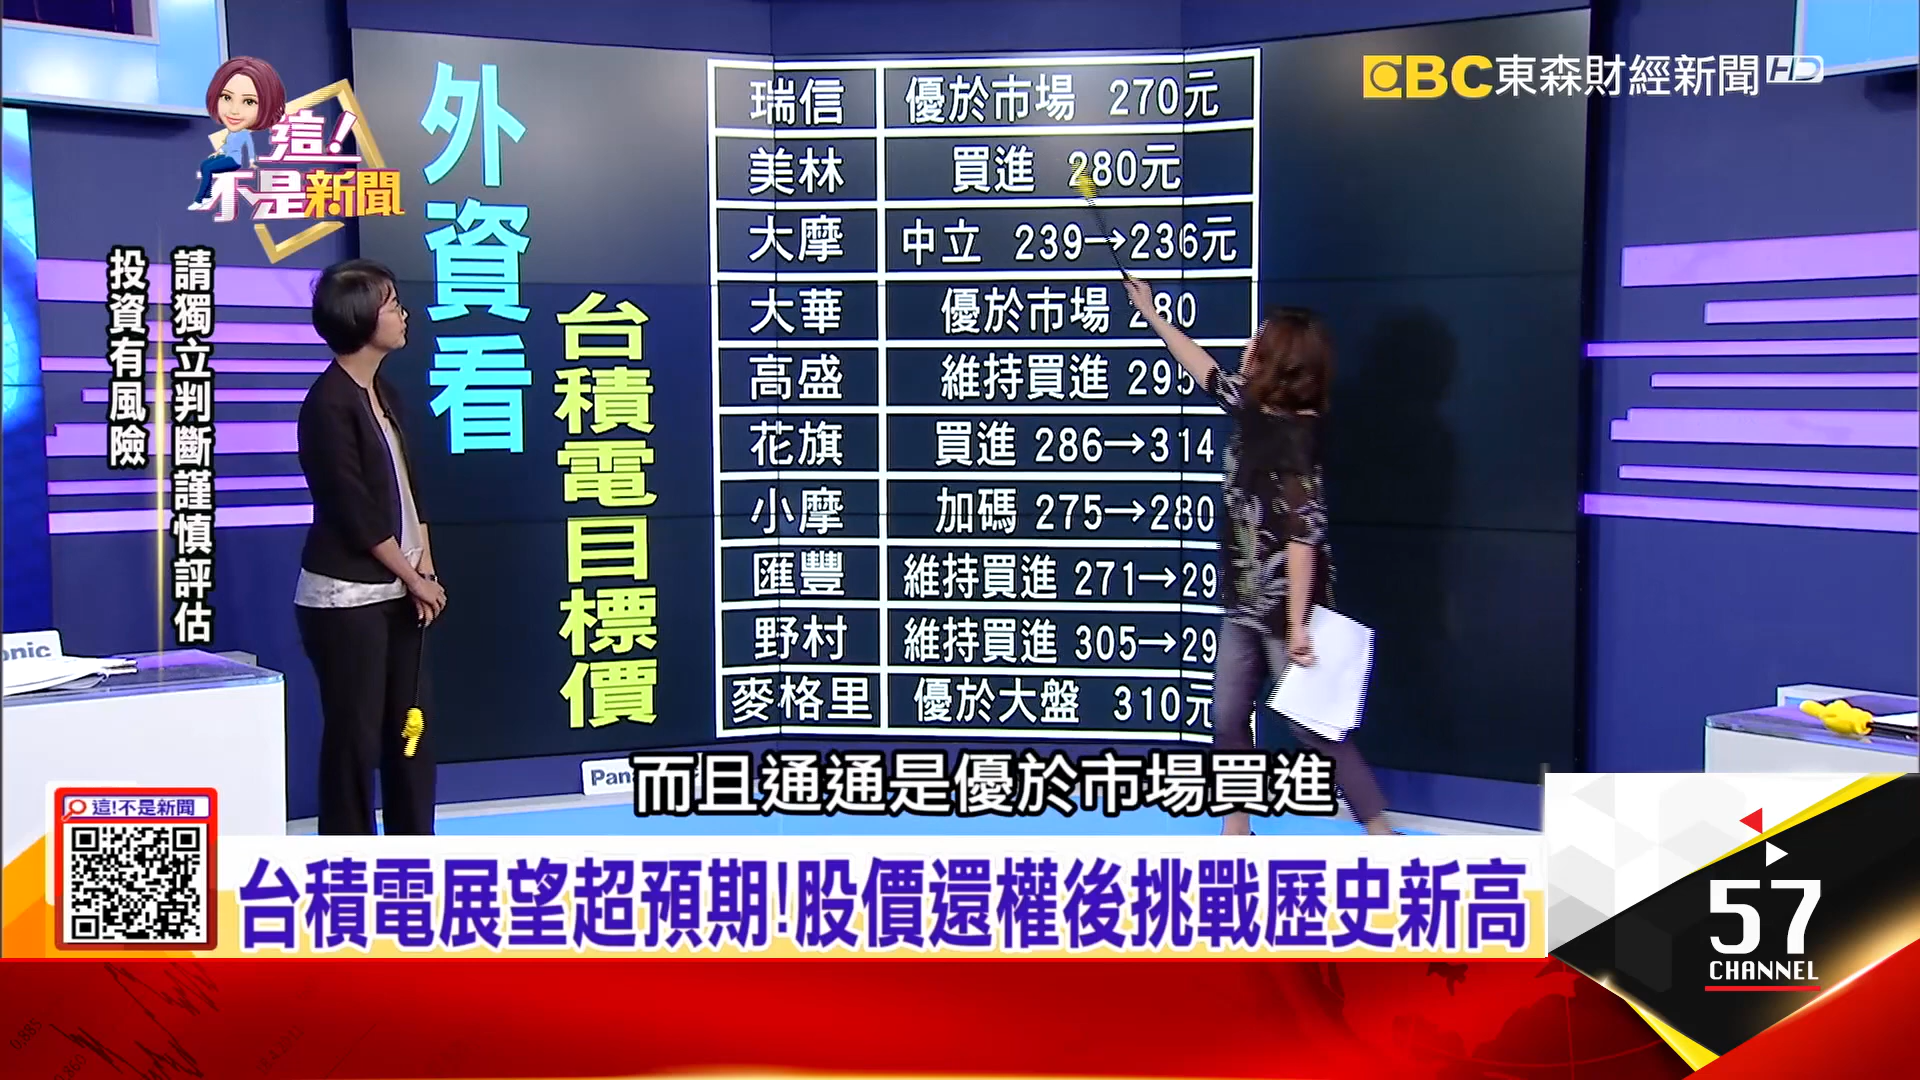 EBC東森財經新聞HD
這!
不是新聞
請獨立判斷謹慎評估
投資有風險
外資看
台積電目標價
瑞信 優於市場 270元
美林 買進 280元
大摩 中立 239→236元
大華 優於市場 280
高盛 維持買進 295
花旗 買進 286→314
小摩 加碼 275→280
匯豐 維持買進 271→29
野村 維持買進 305→29
麥格里 優於大盤 310元
而且通通是優於市場買進
這!不是新聞
台積電展望超預期!股價還權後挑戰歷史新高
57
CHANNEL